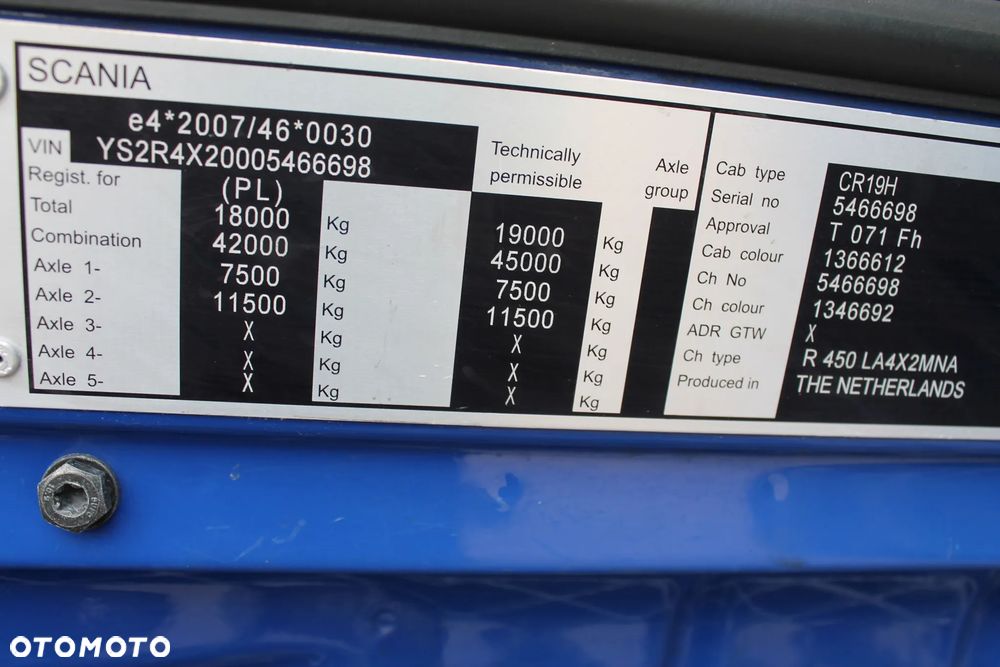 SCANIA
e4*2007/46*0030
VIN YS2R4X20005466698
Regist. for (PL)
Total 18000 Kg 19000 Kg
Combination 42000 Kg 45000 Kg
Axle 1- 7500 Kg 7500 Kg
Axle 2- 11500 Kg 11500 Kg
Axle 3- X Kg X Kg
Axle 4- X Kg X Kg
Axle 5- X Kg X Kg
Technically
permissible
Axle
group
Cab type CR19H
Serial no 5466698
Approval T 071 Fh
Cab colour 1366612
Ch No 5466698
Ch colour 1346692
ADR GTW X
Ch type R 450 LA4X2MNA
Produced in THE NETHERLANDS
OTOMOTO